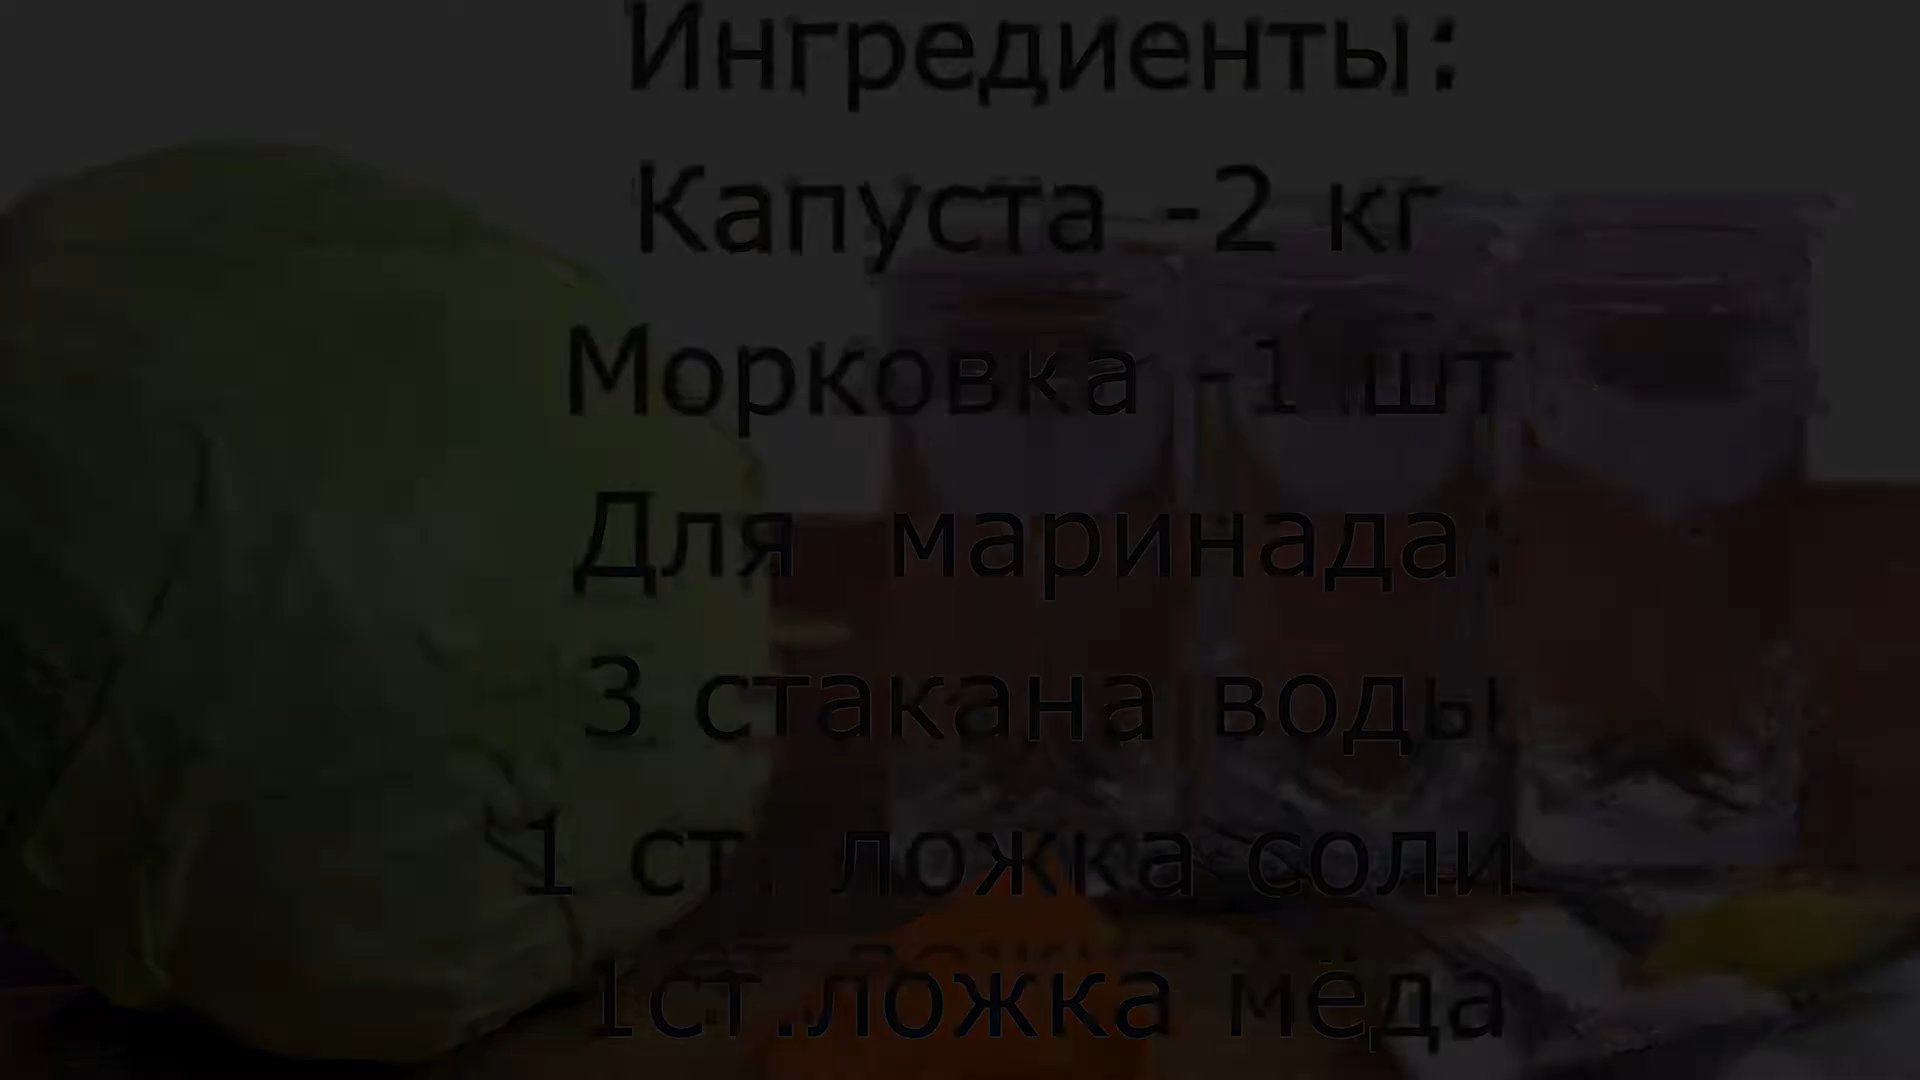 Ингредиенты:
Капуста -2 кг
Морковка -1 шт
Для маринада:
3 стакана воды
1 ст. ложка соли
1ст.ложка мёда